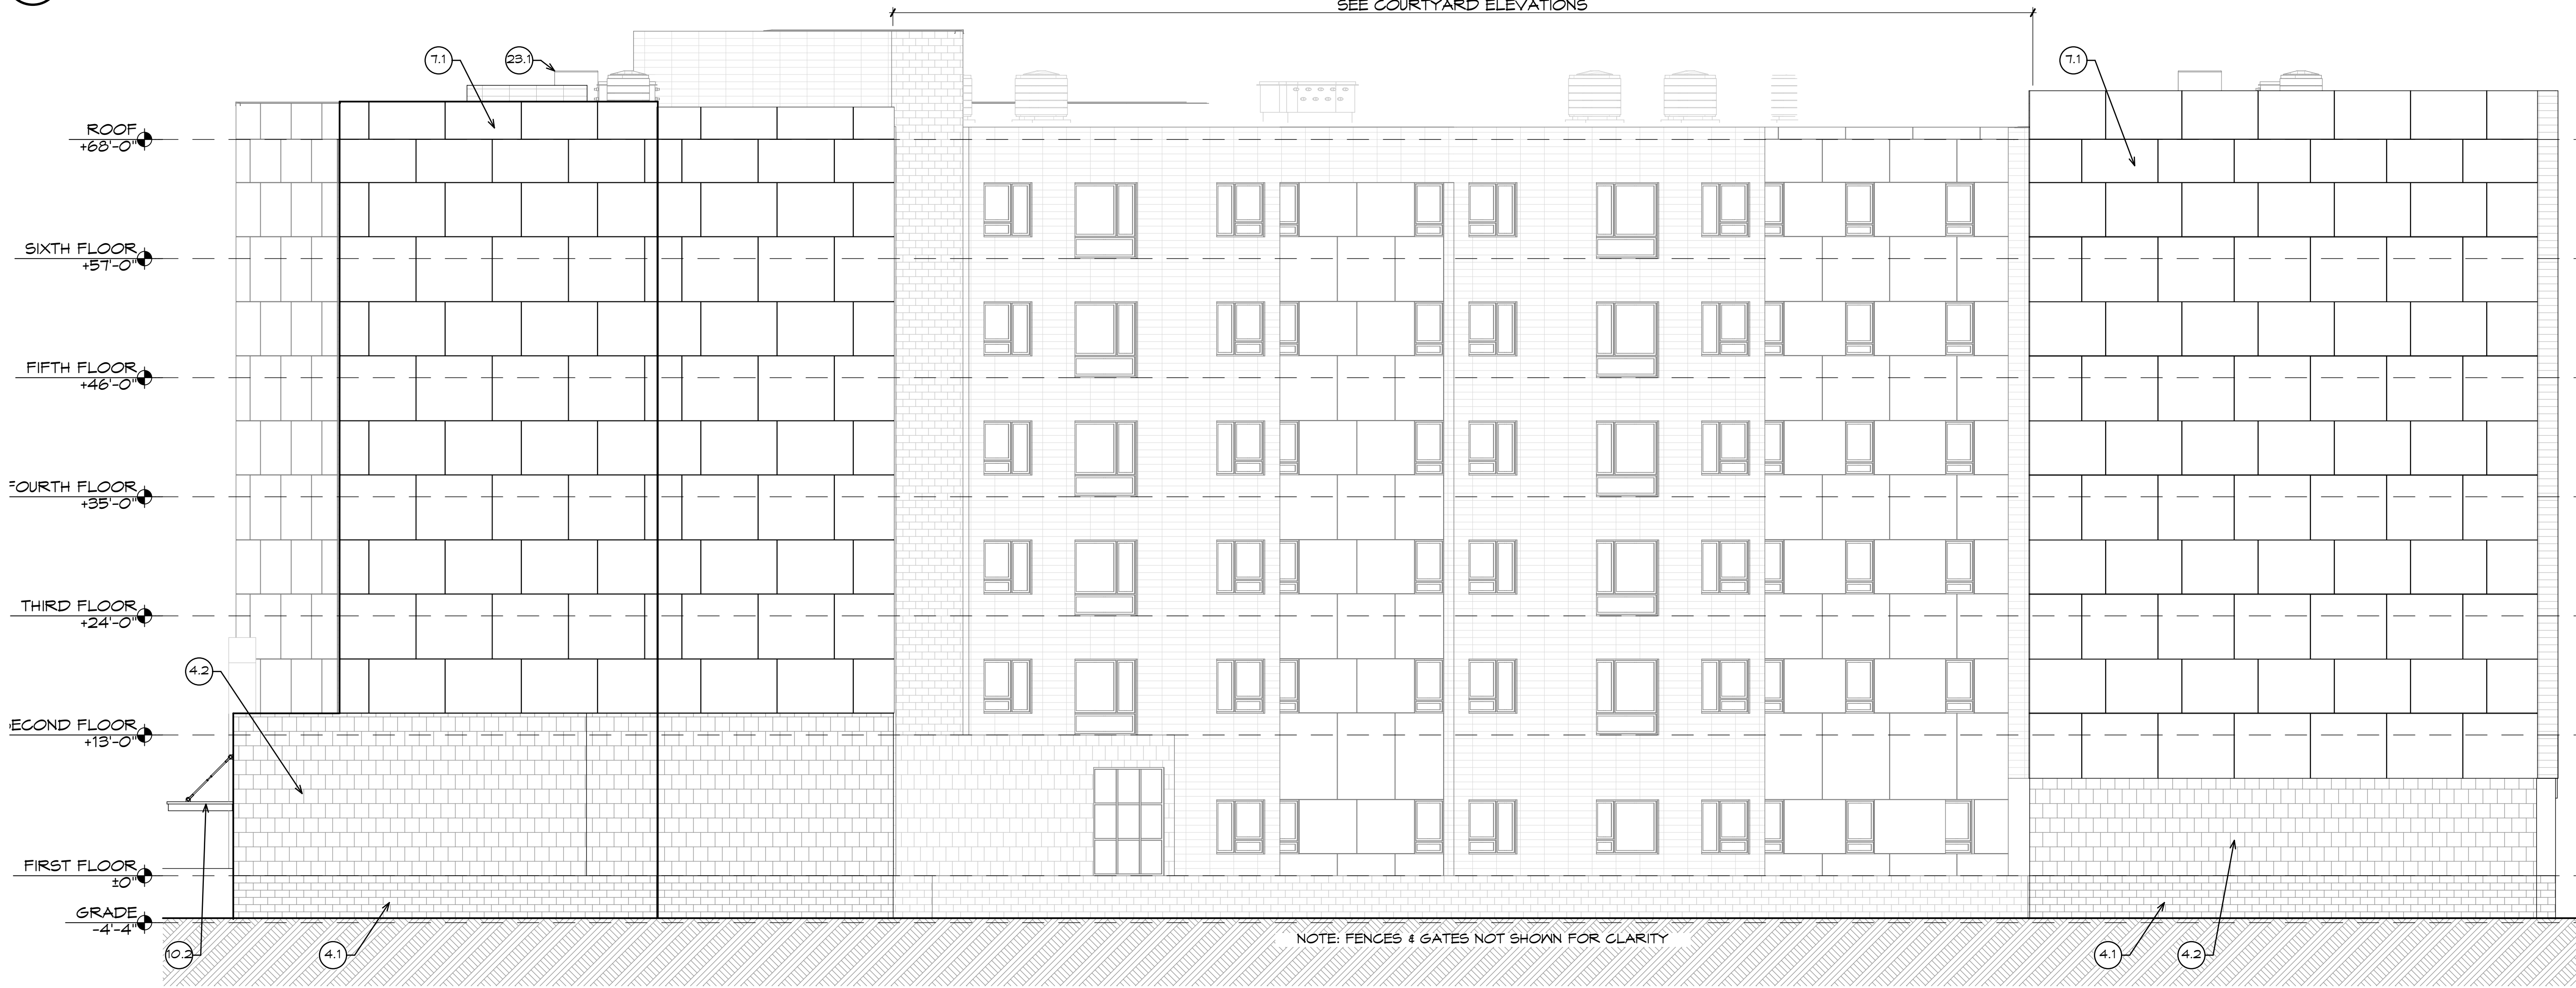 SEE COURTYARD ELEVATIONS
7.1
23.1
7.1
ROOF
+68'-0"
SIXTH FLOOR
+57'-0"
FIFTH FLOOR
+46'-0"
FOURTH FLOOR
+35'-0"
THIRD FLOOR
+24'-0"
4.2
SECOND FLOOR
+13'-0"
FIRST FLOOR
±0"
GRADE
-4'-4"
10.2
4.1
NOTE: FENCES & GATES NOT SHOWN FOR CLARITY
4.1
4.2